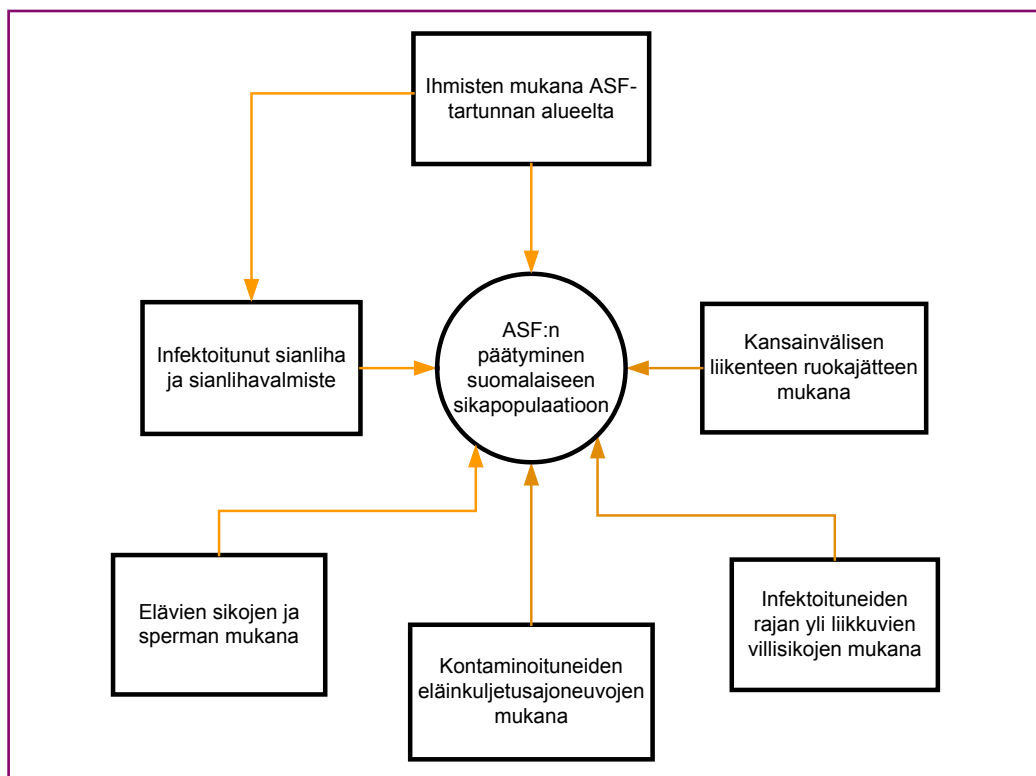 Ihmisten mukana ASF-
tartunnan alueelta
Infektoitunut sianliha
ja sianlihavalmiste
ASF:n
päätyminen
suomalaiseen
sikapopulaatioon
Kansainvälisen
liikenteen ruokajätteen
mukana
Elävien sikojen ja
sperman mukana
Kontaminoituneiden
eläinkuljetusajoneuvojen
mukana
Infektoituneiden
rajan yli liikkuvien
villisikojen mukana